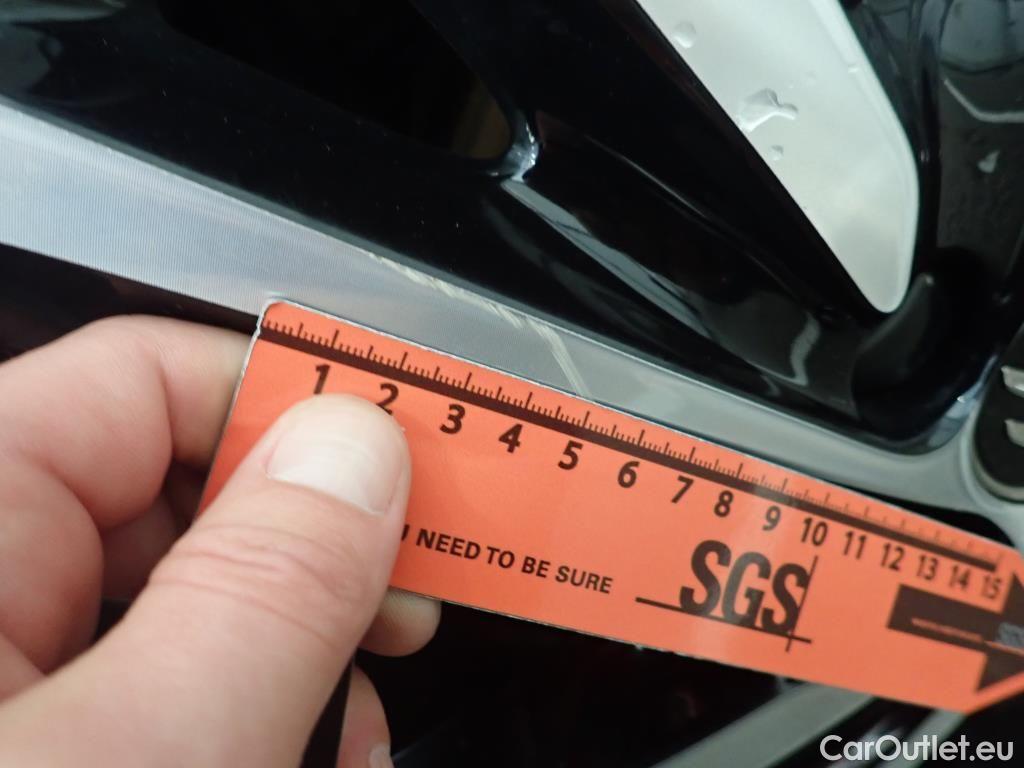 1 2 3 4 5 6 7 8 9 10 11 12 13 14 15
NEED TO BE SURE
SGS
CarOutlet.eu